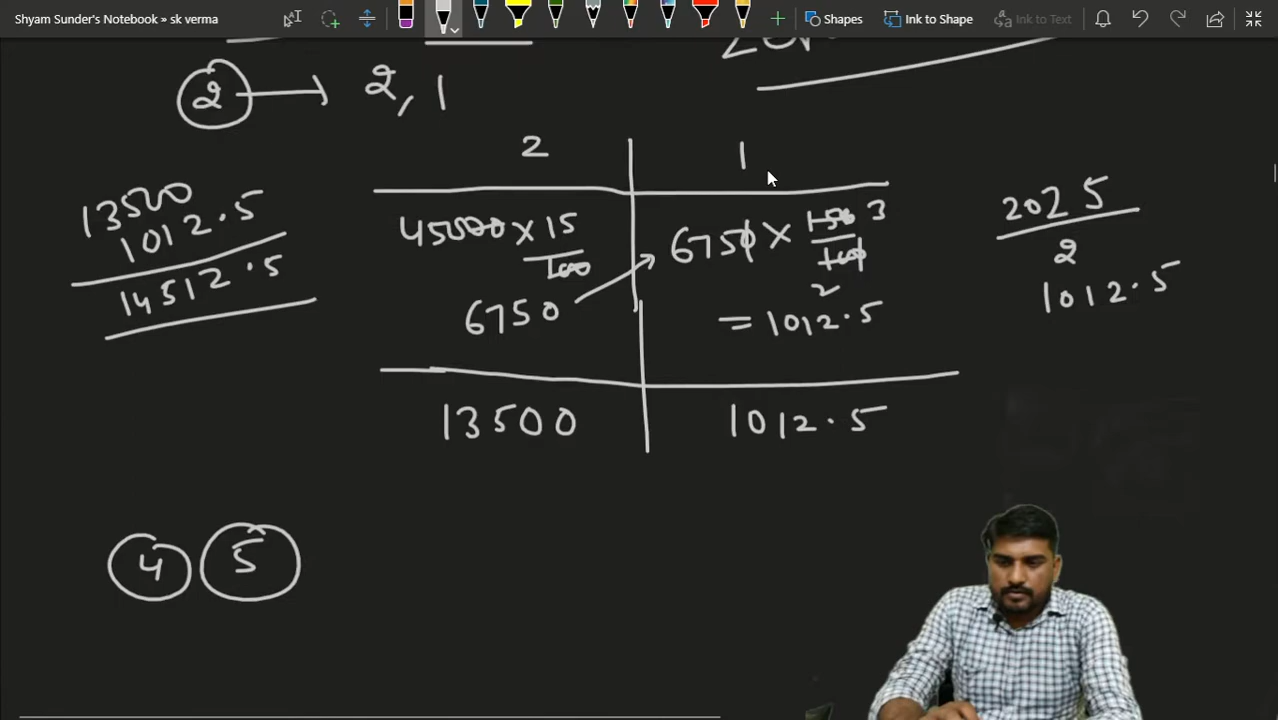 Shyam Sunder's Notebook » sk verma
Shapes
Ink to Shape
Ink to Text
2 → 2, 1
2 | 1
13500
1012.5
14512.5
45000 × 15/100
6750
6750 × 150/100 3
2
= 1012.5
2025
2
1012.5
13500 | 1012.5
4 5